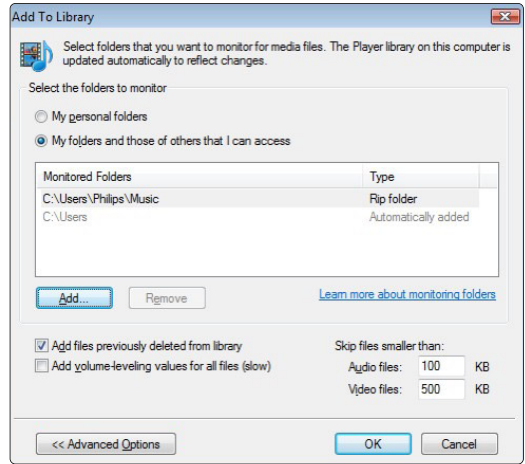 Add To Library
Select folders that you want to monitor for media files. The Player library on this computer is
updated automatically to reflect changes.
Select the folders to monitor
My personal folders
My folders and those of others that I can access
Monitored Folders Type
C:\Users\Philips\Music Rip folder
C:\Users Automatically added
Add... Remove Learn more about monitoring folders
Add files previously deleted from library Skip files smaller than:
Add volume-leveling values for all files (slow) Audio files: 100 KB
Video files: 500 KB
<< Advanced Options OK Cancel